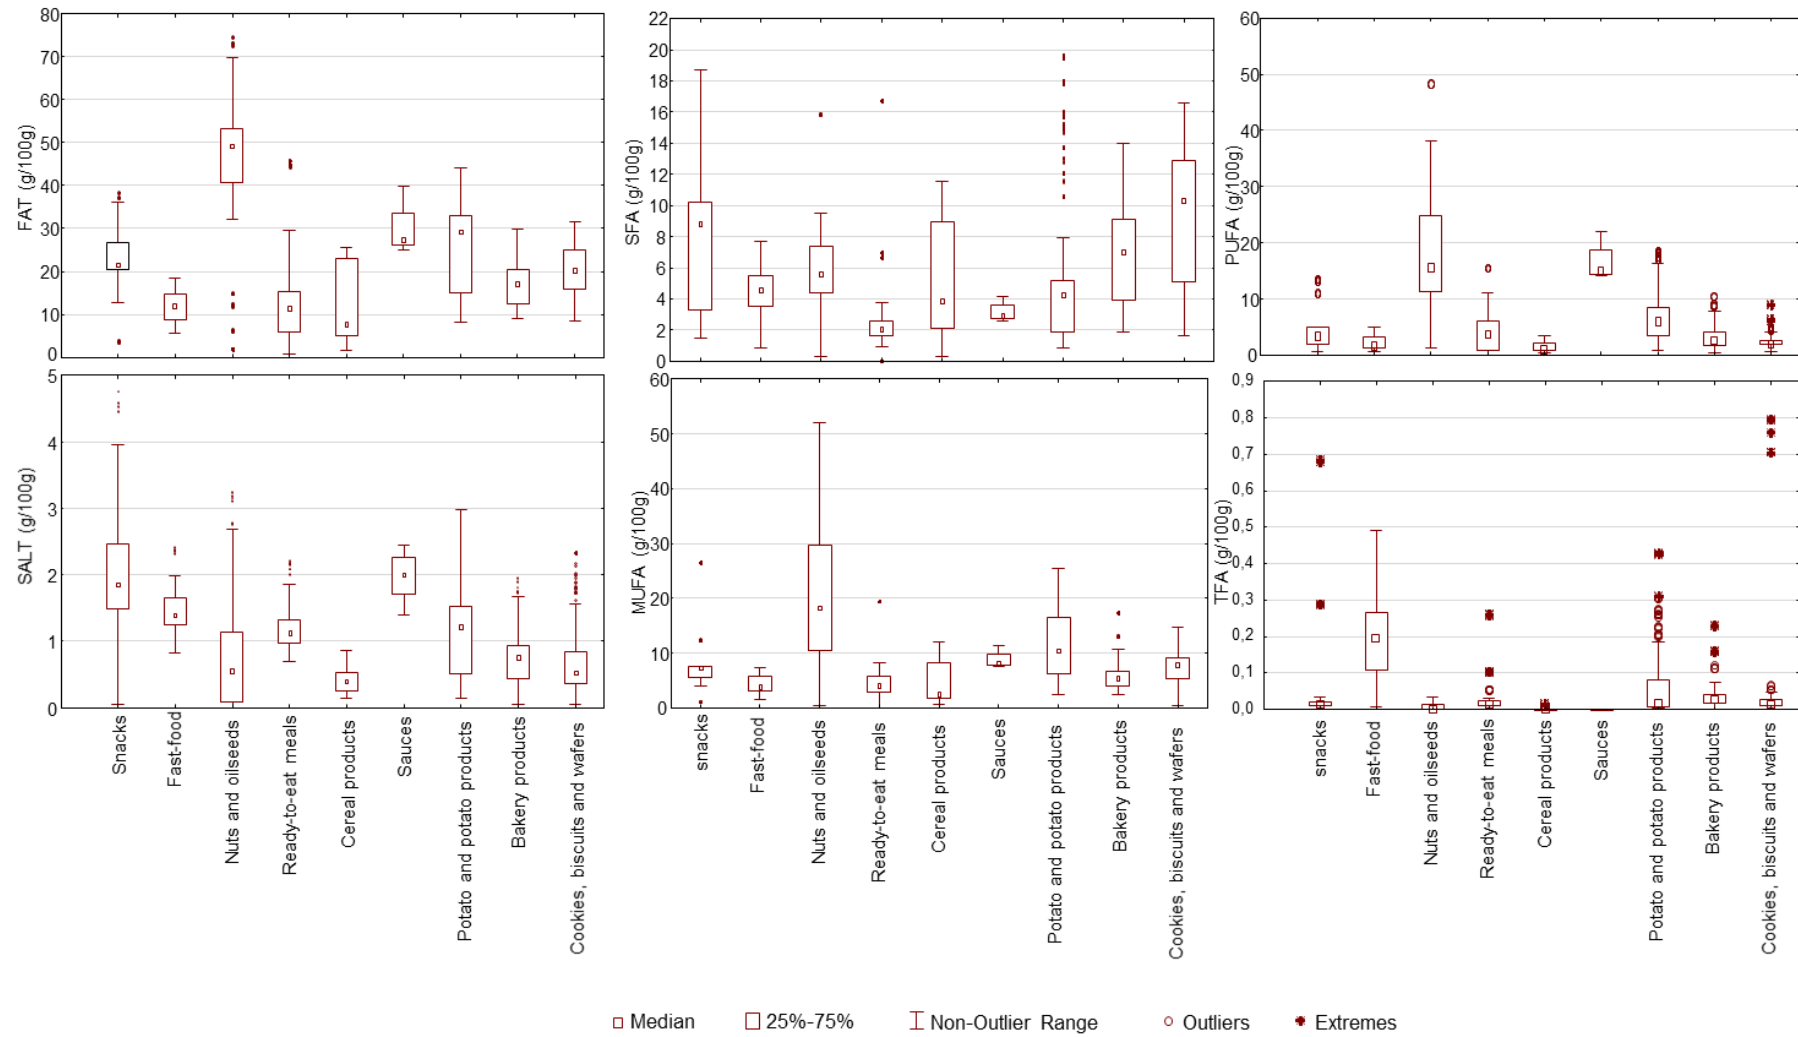 FAT (g/100g)
80
70
60
50
40
30
20
10
0
SFA (g/100g)
22
20
18
16
14
12
10
8
6
4
2
0
PUFA (g/100g)
60
50
40
30
20
10
0
SALT (g/100g)
5
4
3
2
1
0
Snacks
Fast-food
Nuts and oilseeds
Ready-to-eat meals
Cereal products
Sauces
Potato and potato products
Bakery products
Cookies, biscuits and wafers
MUFA (g/100g)
60
50
40
30
20
10
0
snacks
Fast-food
Nuts and oilseeds
Ready-to-eat meals
Cereal products
Sauces
Potato and potato products
Bakery products
Cookies, biscuits and wafers
TFA (g/100g)
0,9
0,8
0,7
0,6
0,5
0,4
0,3
0,2
0,1
0,0
snacks
Fast-food
Nuts and oilseeds
Ready-to-eat meals
Cereal products
Sauces
Potato and potato products
Bakery products
Cookies, biscuits and wafers
Median 25%-75% Non-Outlier Range Outliers Extremes